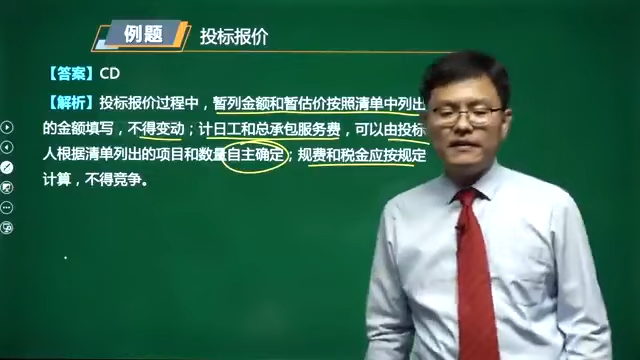 例题 投标报价
【答案】CD
【解析】投标报价过程中，暂列金额和暂估价按照清单中列出
的金额填写，不得变动；计日工和总承包服务费，可以由投标
人根据清单列出的项目和数量自主确定；规费和税金应按规定
计算，不得竞争。